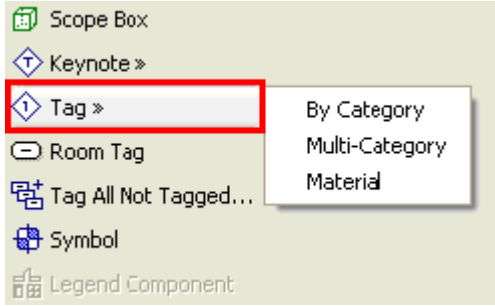 Scope Box
Keynote »
Tag »
Room Tag
Tag All Not Tagged...
Symbol
Legend Component
By Category
Multi-Category
Material